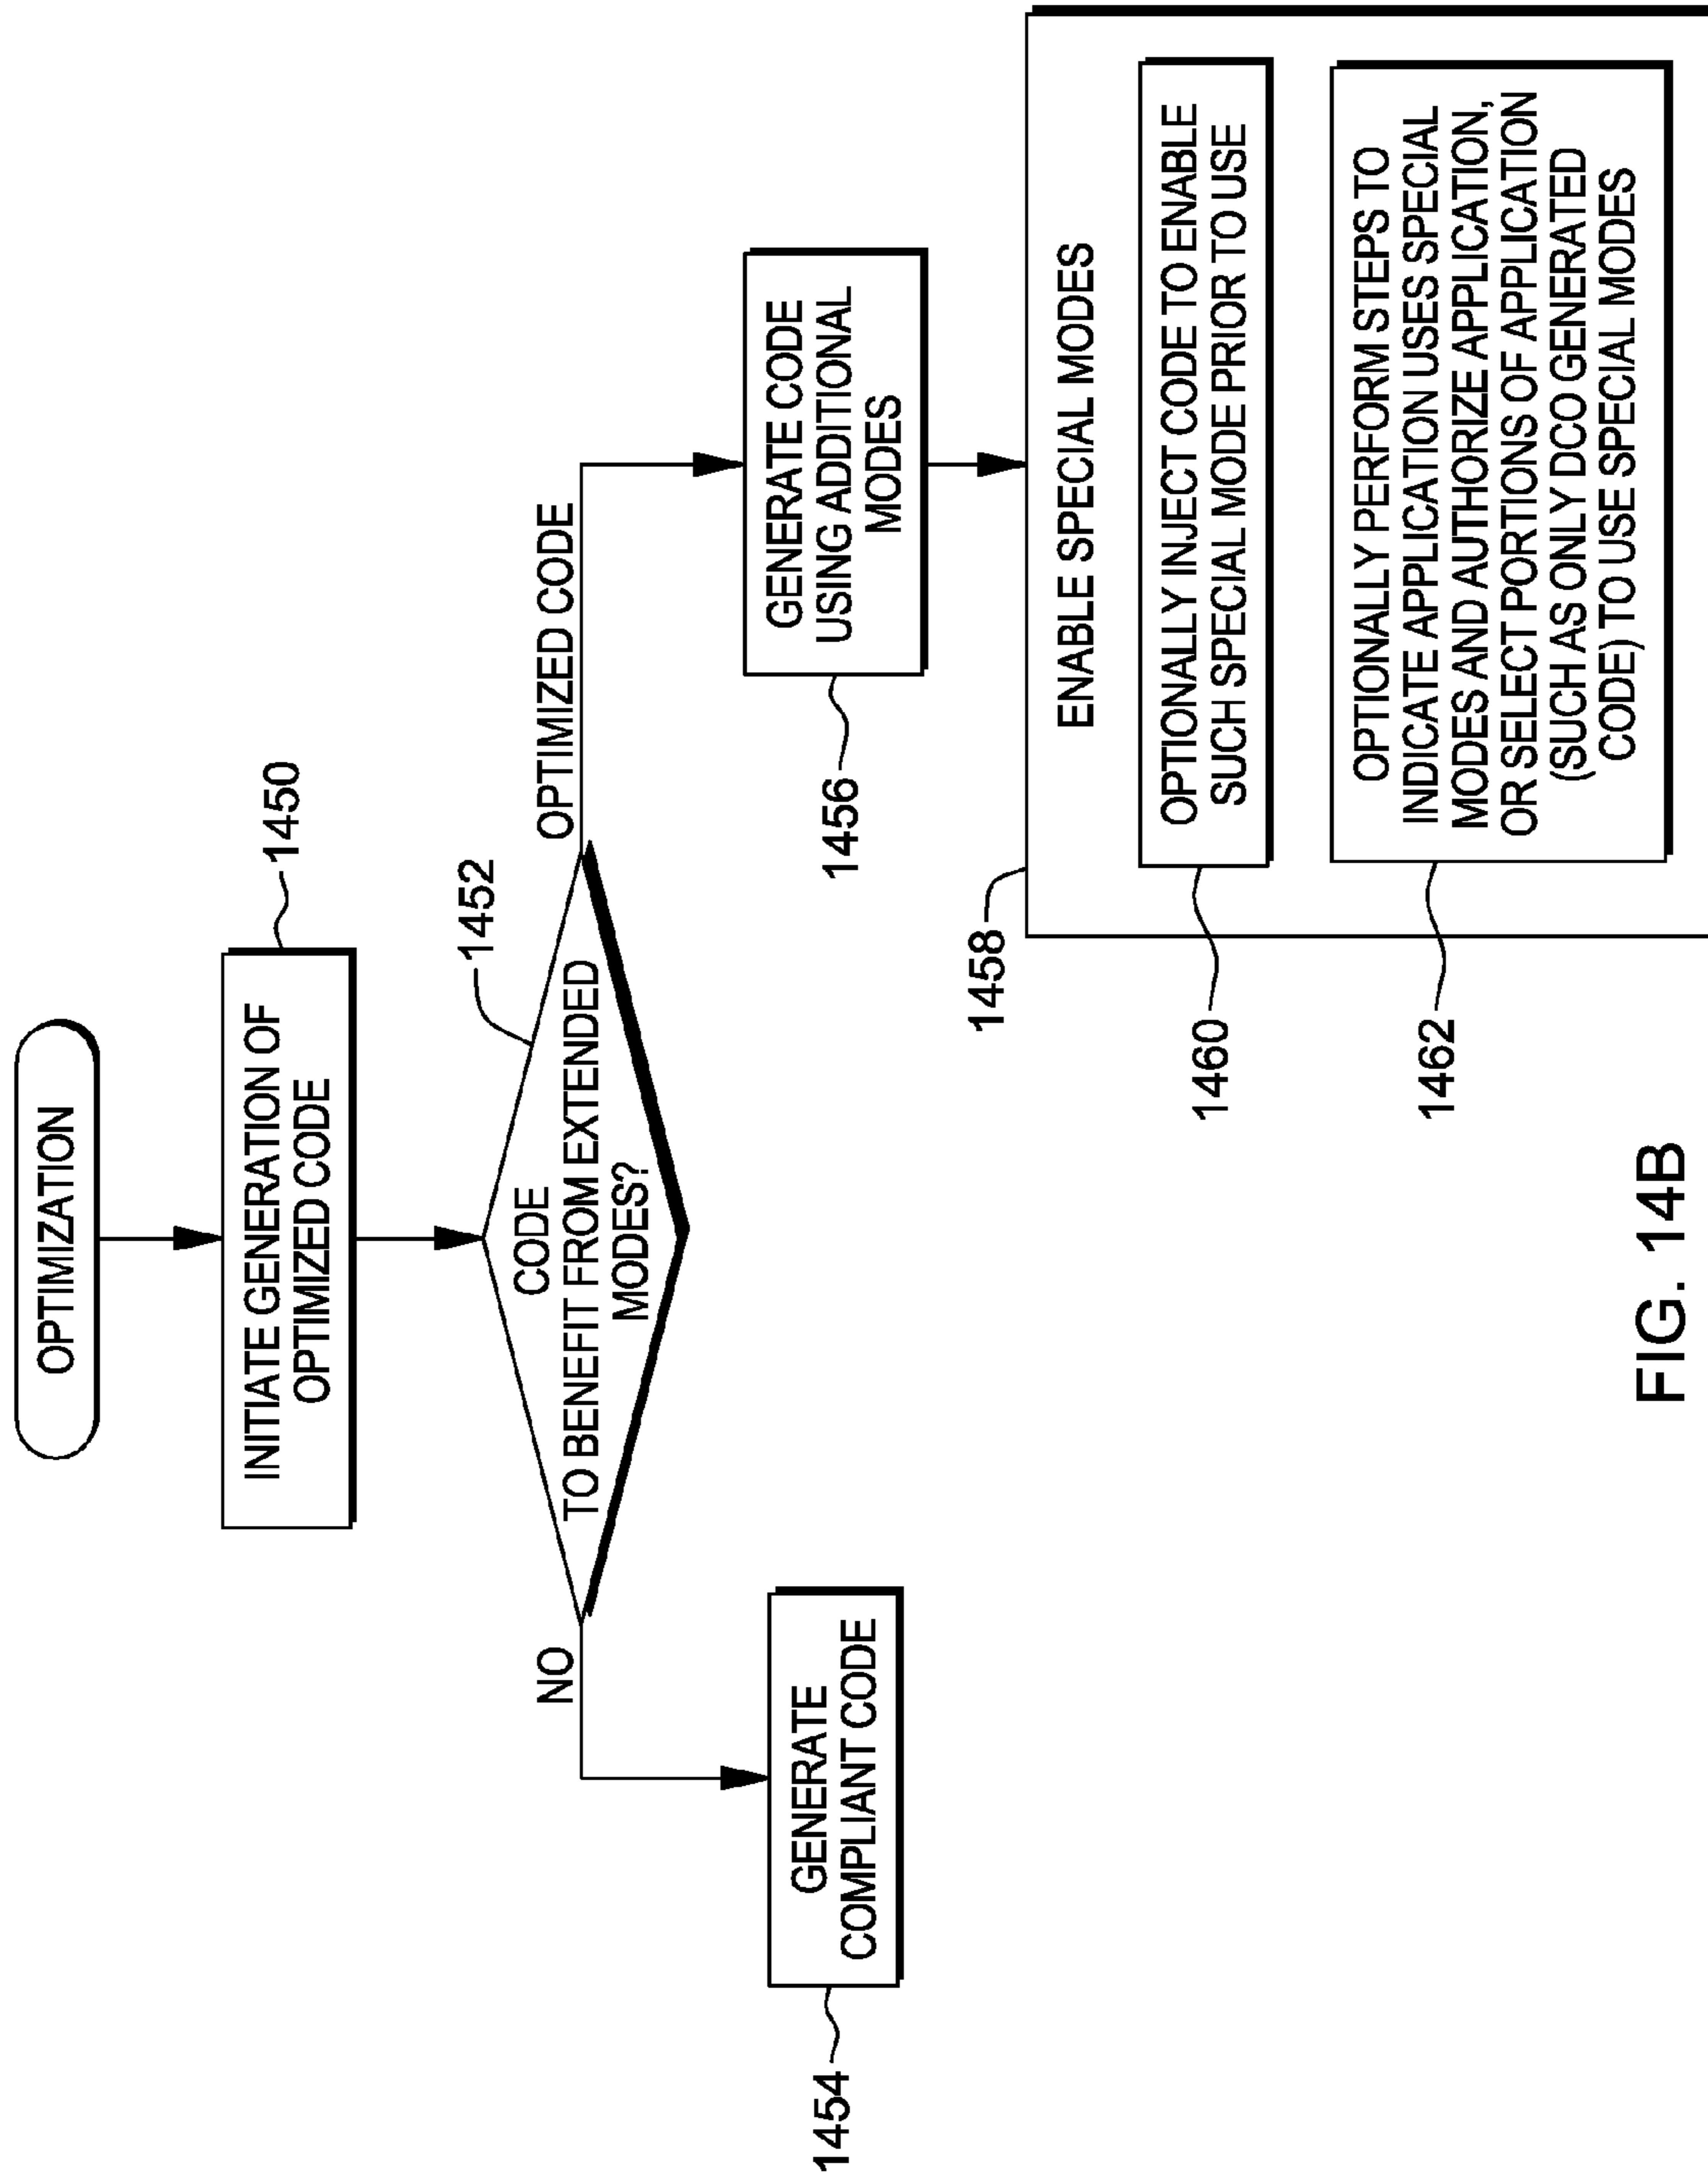 OPTIMIZATION
INITIATE GENERATION OF
OPTIMIZED CODE
1450
CODE
TO BENEFIT FROM EXTENDED
MODES?
1452
NO
OPTIMIZED CODE
GENERATE
COMPLIANT CODE
1454
GENERATE CODE
USING ADDITIONAL
MODES
1456
1458
ENABLE SPECIAL MODES
OPTIONALLY INJECT CODE TO ENABLE
SUCH SPECIAL MODE PRIOR TO USE
1460
OPTIONALLY PERFORM STEPS TO
INDICATE APPLICATION USES SPECIAL
MODES AND AUTHORIZE APPLICATION,
OR SELECT PORTIONS OF APPLICATION
(SUCH AS ONLY DCO GENERATED
CODE) TO USE SPECIAL MODES
1462
FIG. 14B